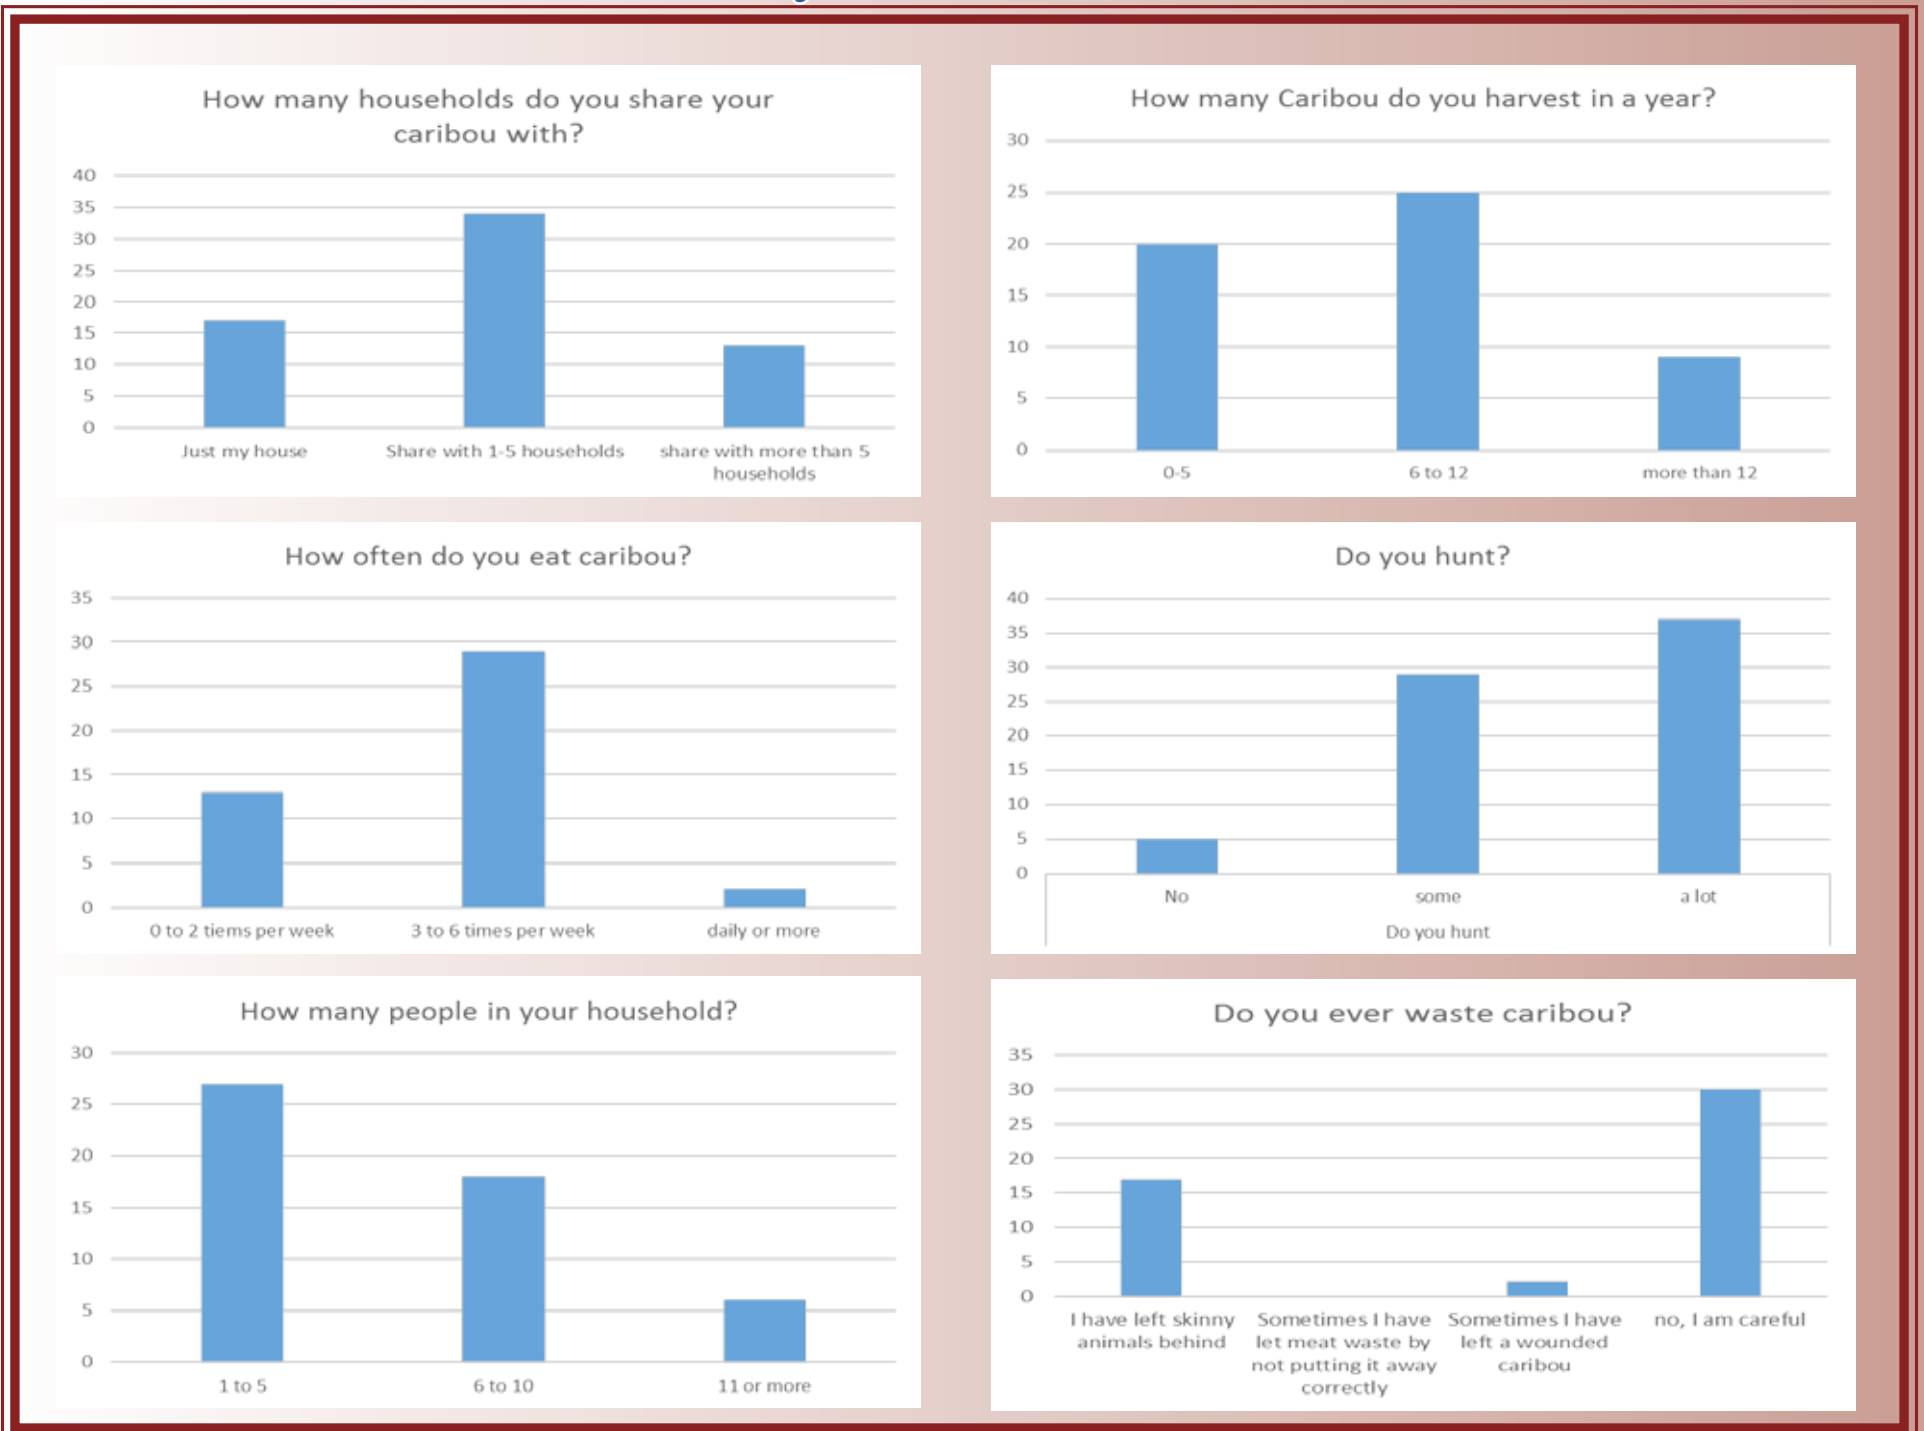 How many households do you share your
caribou with?
40
35
30
25
20
15
10
5
0
Just my house
Share with 1-5 households
share with more than 5
households
How many Caribou do you harvest in a year?
30
25
20
15
10
5
0
0-5
6 to 12
more than 12
How often do you eat caribou?
35
30
25
20
15
10
5
0
0 to 2 tiems per week
3 to 6 times per week
daily or more
Do you hunt?
40
35
30
25
20
15
10
5
0
No
some
a lot
Do you hunt
How many people in your household?
30
25
20
15
10
5
0
1 to 5
6 to 10
11 or more
Do you ever waste caribou?
35
30
25
20
15
10
5
0
I have left skinny
animals behind
Sometimes I have
let meat waste by
not putting it away
correctly
Sometimes I have
left a wounded
caribou
no, I am careful